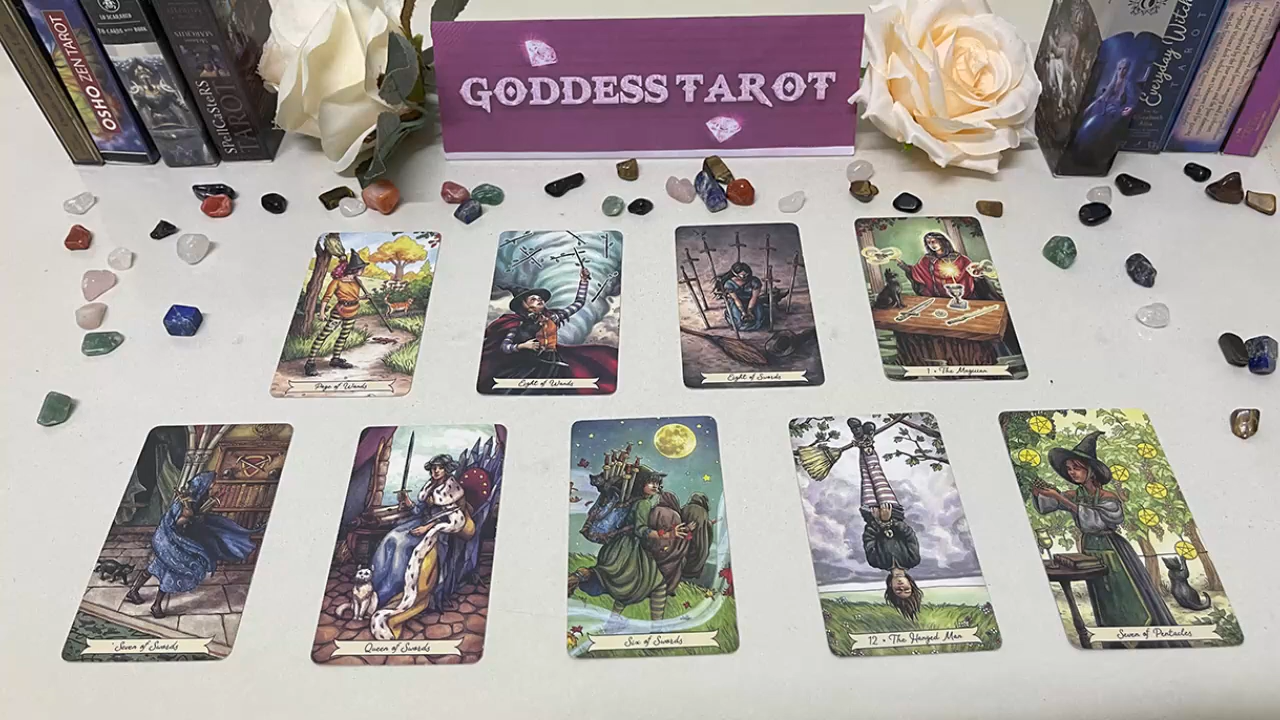 OSHO ZEN TAROT
SPellCasteRS
TAROT
GODDESS TAROT
Everyday Witch
TAROT
Page of Wands
Eight of Wands
Eight of Swords
1 • The Magician
Seven of Swords
Queen of Swords
Six of Swords
12 • The Hanged Man
Seven of Pentacles